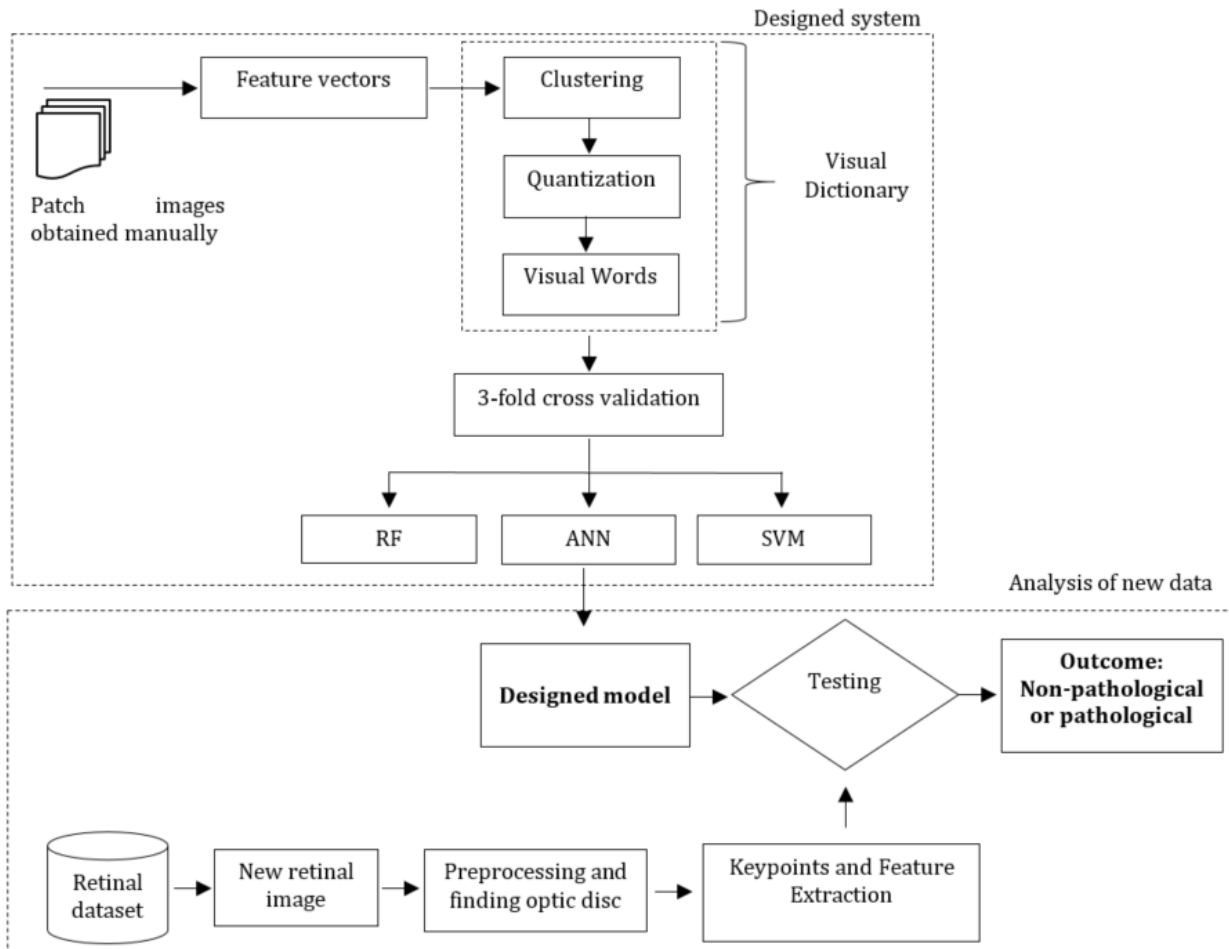 Designed system
Feature vectors
Clustering
Quantization
Visual Words
Visual
Dictionary
Patch images
obtained manually
3-fold cross validation
RF
ANN
SVM
Analysis of new data
Designed model
Testing
Outcome:
Non-pathological
or pathological
Retinal
dataset
New retinal
image
Preprocessing and
finding optic disc
Keypoints and Feature
Extraction